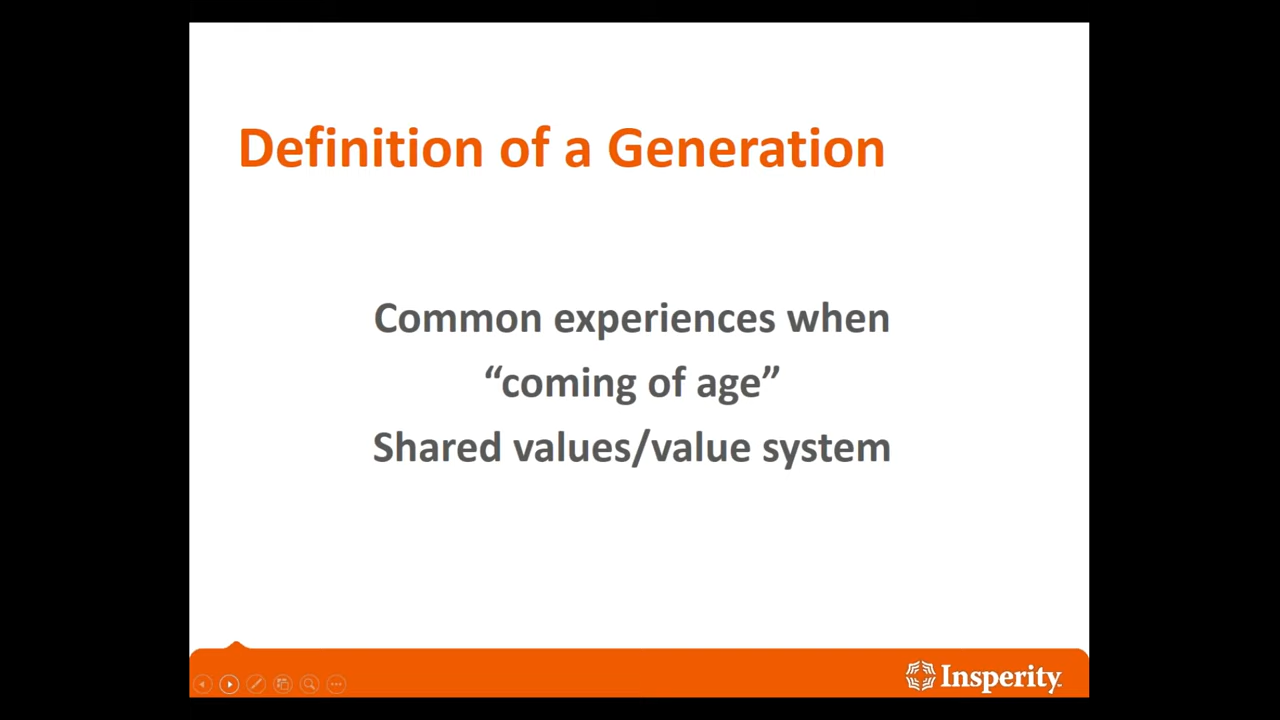 Definition of a Generation
Common experiences when
“coming of age”
Shared values/value system
Insperity